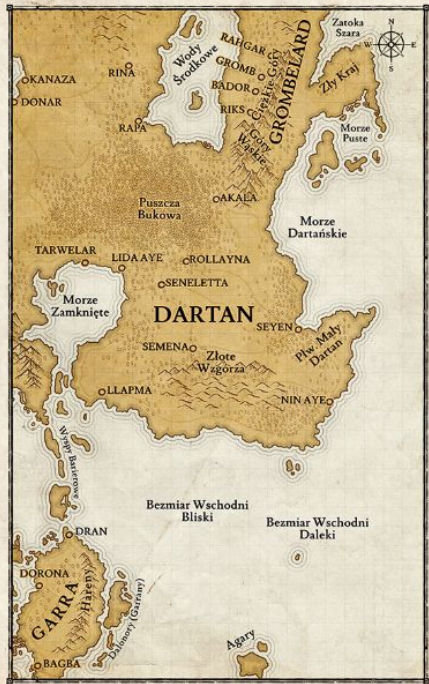 Zatoka
Szara
N
W
E
S
RAHGAR
Wody
Środkowe
GROMB
RINA
KANAZA
BADOR
Ciężkie Góry
GROMBELARD
Zły Kraj
DONAR
RIKS
RAPA
Góry
Wąskie
Morze
Puste
Puszcza
Bukowa
AKALA
Morze
Dartańskie
TARWELAR
LIDA AYE
ROLLAYNA
SENELETTA
Morze
Zamknięte
DARTAN
SEYEN
SEMENA
Złote
Wzgórza
Płw. Mały
Dartan
LLAPMA
NIN AYE
Wyspy Barierowe
Bezmiar Wschodni
Bliski
Bezmiar Wschodni
Daleki
DRAN
DORONA
GARRA
Hareny
Dalonory (Garrany)
Agary
BAGBA